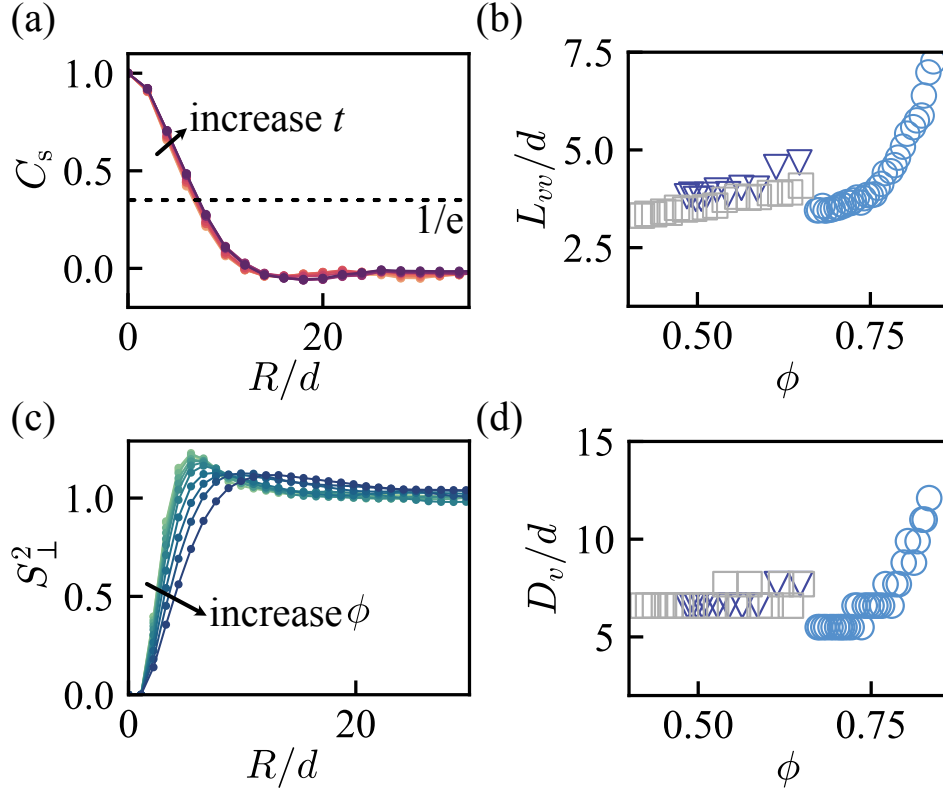 (a)
1.0
0.5
0.0
C_s
increase t
1/e
0
20
R/d
(b)
7.5
5.0
2.5
L_vv/d
0.50
0.75
ϕ
(c)
1.0
0.5
0.0
S_⊥^2
increase ϕ
0
20
R/d
(d)
15
10
5
D_v/d
0.50
0.75
ϕ